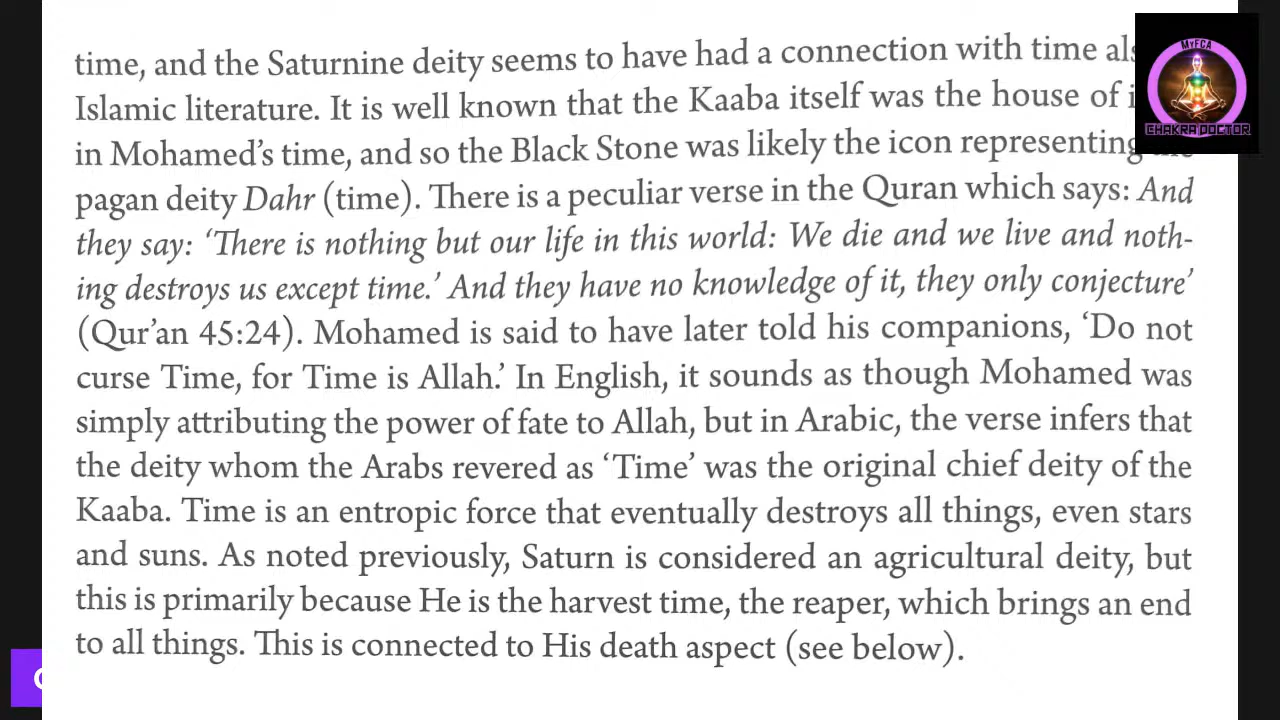 time, and the Saturnine deity seems to have had a connection with time
Islamic literature. It is well known that the Kaaba itself was the house of
in Mohamed's time, and so the Black Stone was likely the icon representing
pagan deity Dahr (time). There is a peculiar verse in the Quran which says: And
they say: ‘There is nothing but our life in this world: We die and we live and noth-
ing destroys us except time.’ And they have no knowledge of it, they only conjecture’
(Qur’an 45:24). Mohamed is said to have later told his companions, ‘Do not
curse Time, for Time is Allah.’ In English, it sounds as though Mohamed was
simply attributing the power of fate to Allah, but in Arabic, the verse infers that
the deity whom the Arabs revered as ‘Time’ was the original chief deity of the
Kaaba. Time is an entropic force that eventually destroys all things, even stars
and suns. As noted previously, Saturn is considered an agricultural deity, but
this is primarily because He is the harvest time, the reaper, which brings an end
to all things. This is connected to His death aspect (see below).
MYFCA
CHAKRA DOCTOR